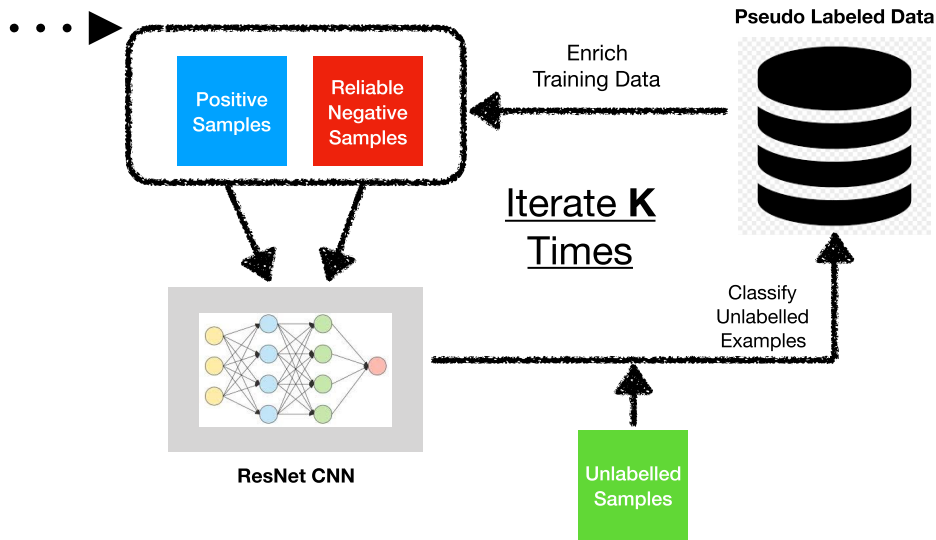 Pseudo Labeled Data
Enrich
Training Data
Positive
Samples
Reliable
Negative
Samples
Iterate K
Times
Classify
Unlabelled
Examples
ResNet CNN
Unlabelled
Samples